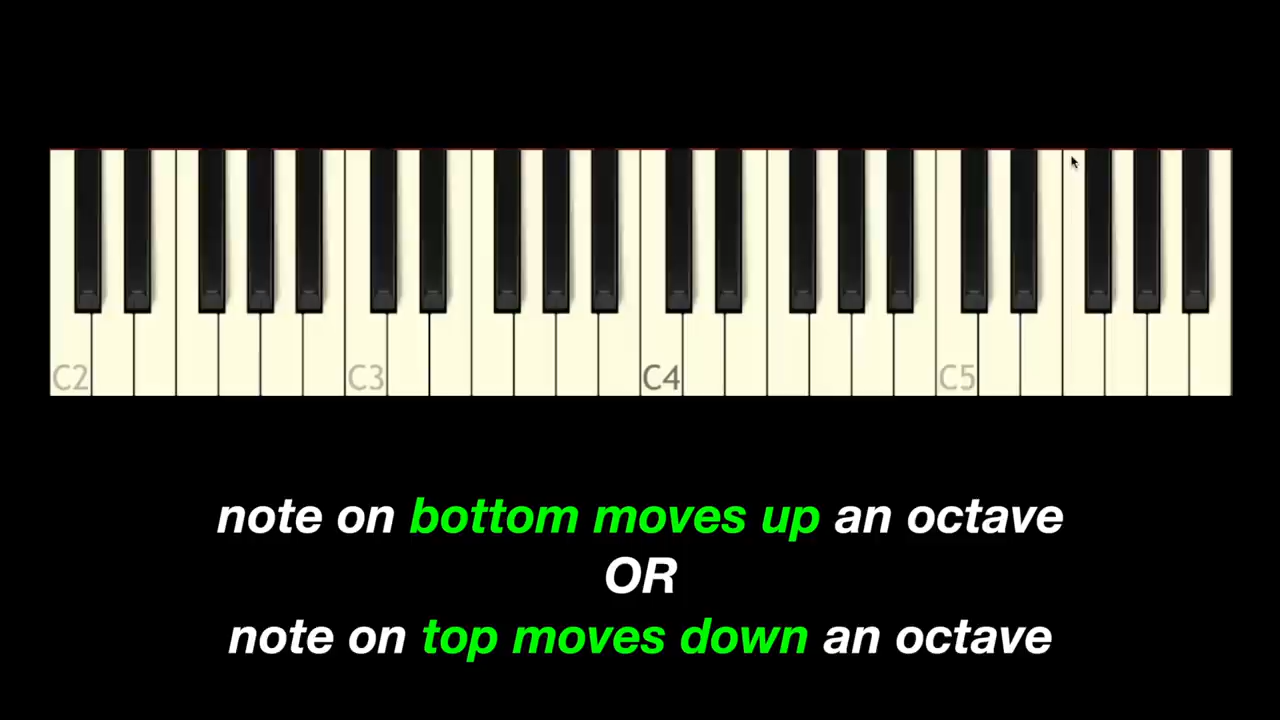 C2 C3 C4 C5
note on bottom moves up an octave
OR
note on top moves down an octave